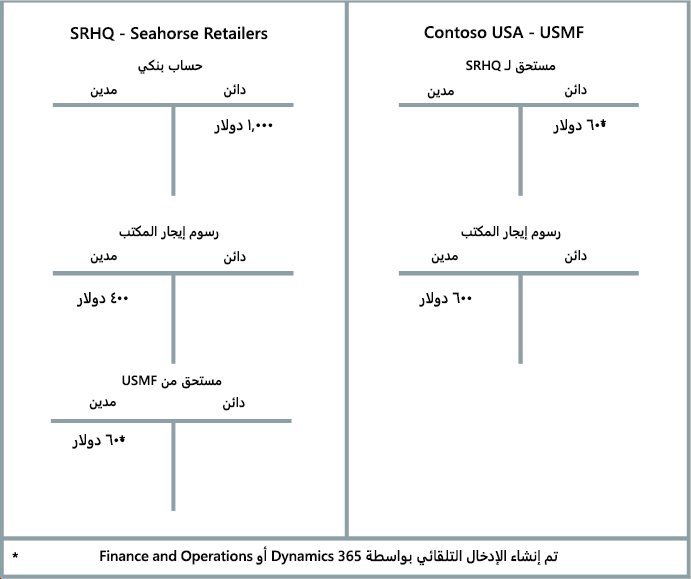 SRHQ - Seahorse Retailers
حساب بنكي
دائن مدين
١,٠٠٠ دولار
رسوم إيجار المكتب
دائن مدين
٤٠٠ دولار
مستحق من USMF
دائن مدين
*٦٠ دولار
Contoso USA - USMF
مستحق لـ SRHQ
دائن مدين
*٦٠ دولار
رسوم إيجار المكتب
دائن مدين
٦٠٠ دولار
تم إنشاء الإدخال التلقائي بواسطة Dynamics 365 أو Finance and Operations *